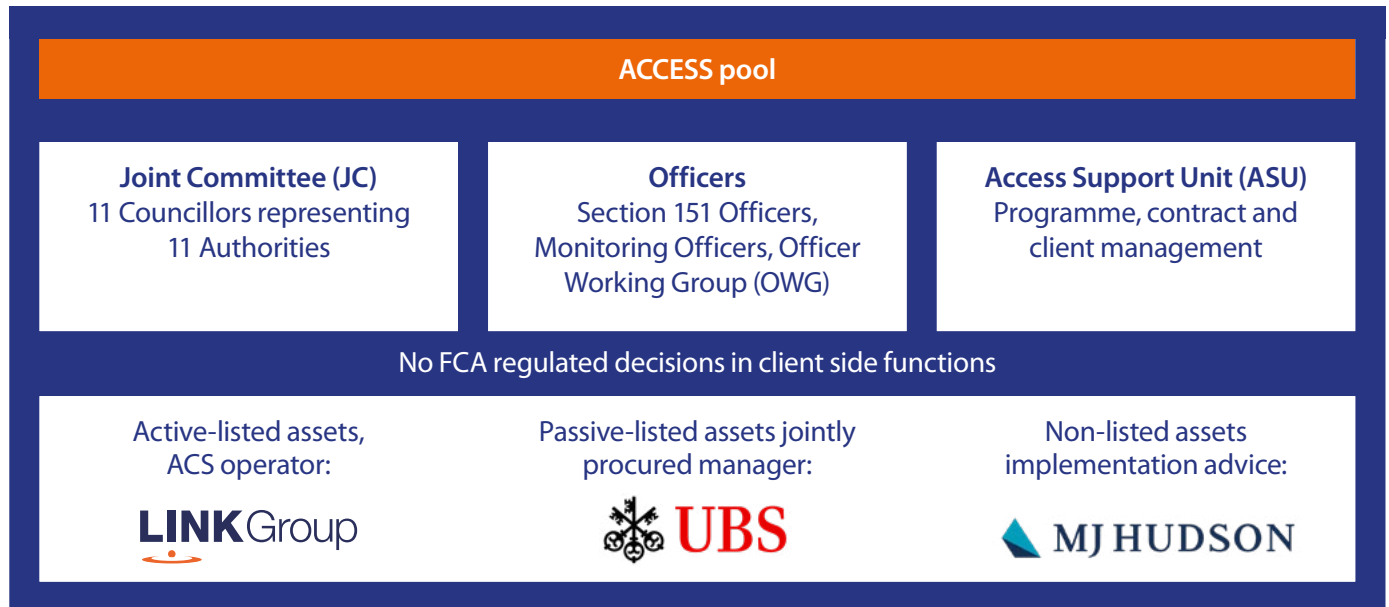 ACCESS pool
Joint Committee (JC)
11 Councillors representing
11 Authorities
Officers
Section 151 Officers,
Monitoring Officers, Officer
Working Group (OWG)
Access Support Unit (ASU)
Programme, contract and
client management
No FCA regulated decisions in client side functions
Active-listed assets,
ACS operator:
LINKGroup
Passive-listed assets jointly
procured manager:
UBS
Non-listed assets
implementation advice:
MJ HUDSON